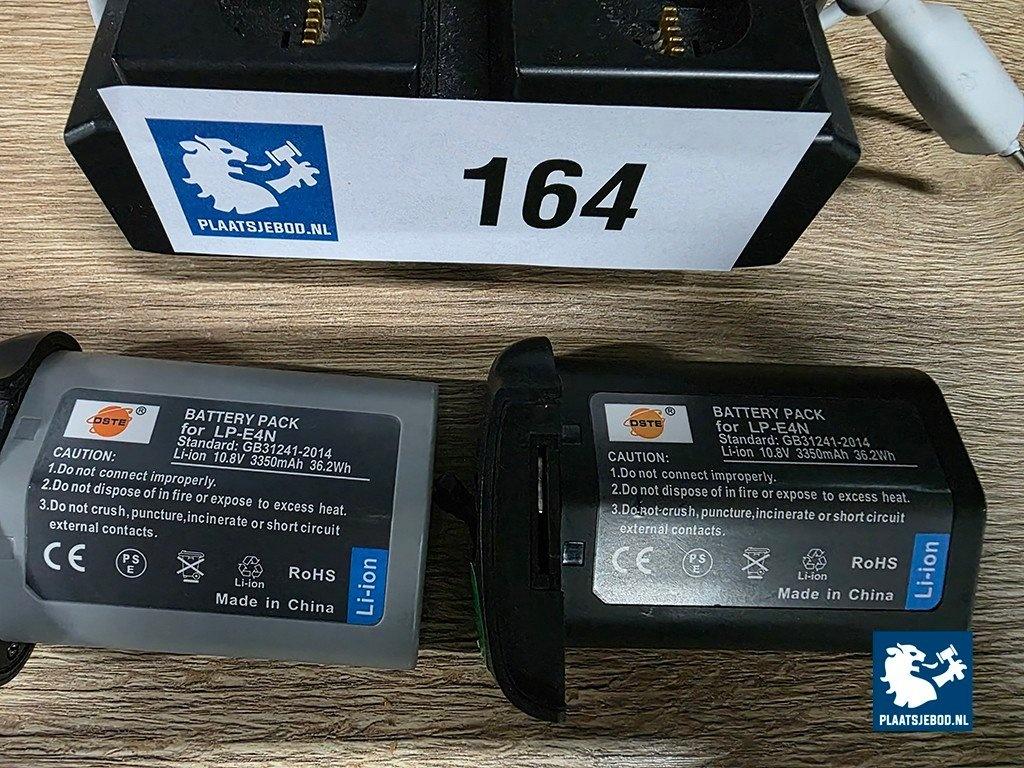 PLAATSJEBOD.NL
164
DSTE®
BATTERY PACK
for LP-E4N
Standard: GB31241-2014
Li-ion 10.8V 3350mAh 36.2Wh
CAUTION:
1.Do not connect improperly.
2.Do not dispose of in fire or expose to excess heat.
3.Do not crush, puncture,incinerate or short circuit
external contacts.
CE
PS
E
Li-ion
RoHS
Made in China
Li-ion
DSTE®
BATTERY PACK
for LP-E4N
Standard: GB31241-2014
Li-ion 10.8V 3350mAh 36.2Wh
CAUTION:
1.Do not connect improperly.
2.Do not dispose of in fire or expose to excess heat.
3.Do not crush, puncture,incinerate or short circuit
external contacts.
CE
PS
E
Li-ion
RoHS
Made in China
Li-ion
PLAATSJEBOD.NL